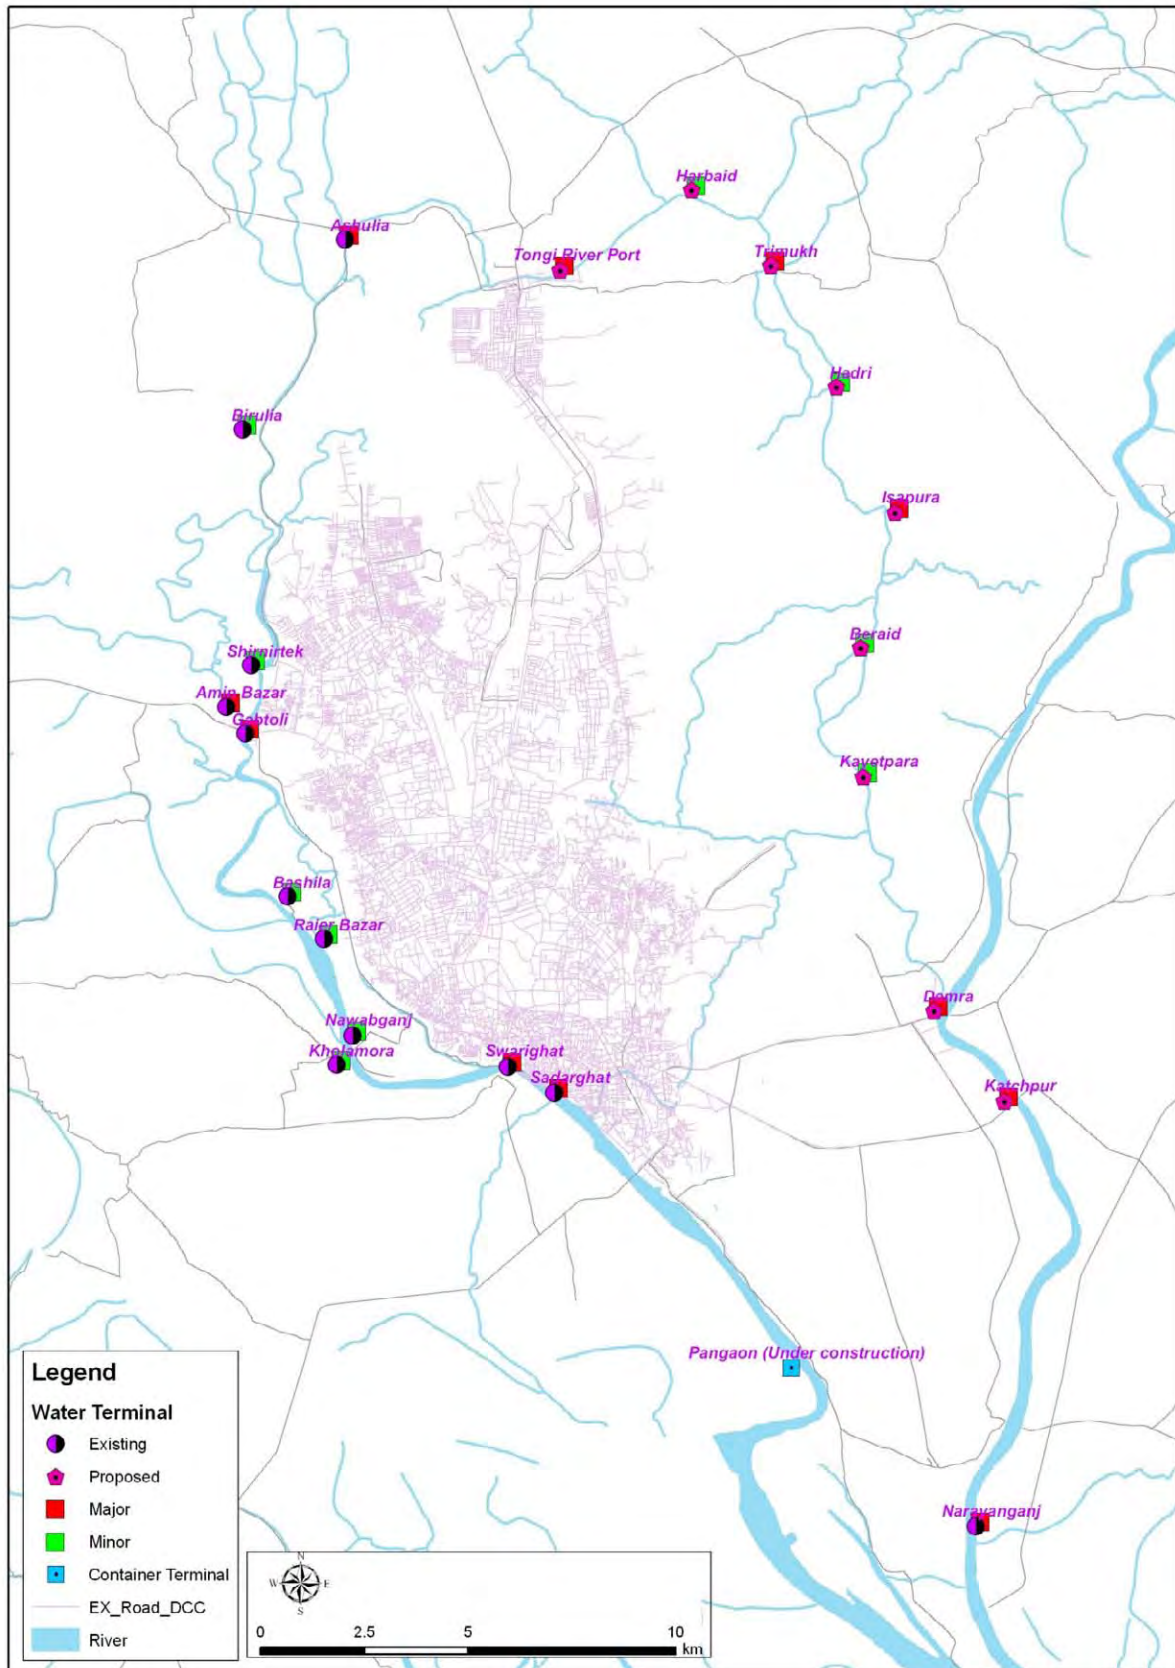 Harbaid
Ashulia
Tongi River Port
Trimukh
Hadri
Birulia
Isapura
Beraid
Shirnirtek
Amin Bazar
Gabtoli
Kayetpara
Bashila
Raier Bazar
Demra
Nawabganj
Kholamora
Swarighat
Sadarghat
Katchpur
Pangaon (Under construction)
Narayanganj
Legend
Water Terminal
Existing
Proposed
Major
Minor
Container Terminal
EX_Road_DCC
River
N
W E
S
0 2.5 5 10
km